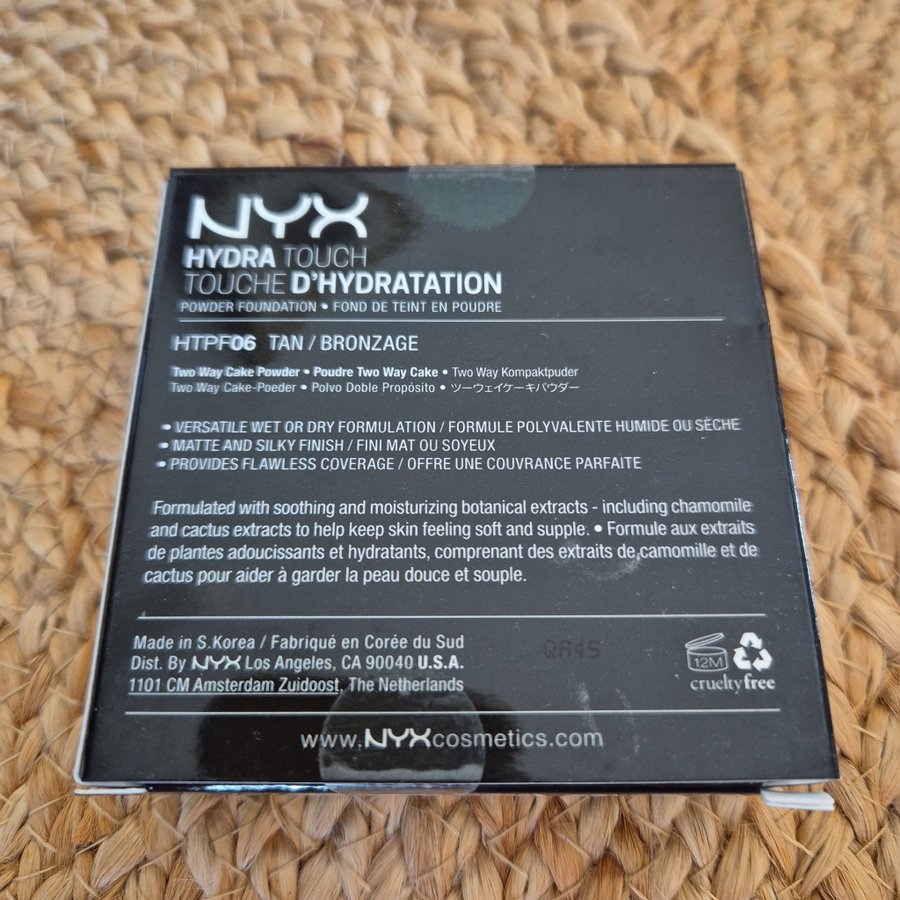 NYX
HYDRA TOUCH
TOUCHE D'HYDRATATION
POWDER FOUNDATION • FOND DE TEINT EN POUDRE
HTPF06 TAN / BRONZAGE
Two Way Cake Powder • Poudre Two Way Cake • Two Way Kompaktpuder
Two Way Cake-Poeder • Polvo Doble Propósito • ツーウェイケーキパウダー
• VERSATILE WET OR DRY FORMULATION / FORMULE POLYVALENTE HUMIDE OU SÈCHE
• MATTE AND SILKY FINISH / FINI MAT OU SOYEUX
• PROVIDES FLAWLESS COVERAGE / OFFRE UNE COUVRANCE PARFAITE
Formulated with soothing and moisturizing botanical extracts - including chamomile
and cactus extracts to help keep skin feeling soft and supple. • Formule aux extraits
de plantes adoucissants et hydratants, comprenant des extraits de camomille et de
cactus pour aider à garder la peau douce et souple.
Made in S.Korea / Fabriqué en Corée du Sud
Dist. By NYX Los Angeles, CA 90040 U.S.A.
1101 CM Amsterdam Zuidoost, The Netherlands
QA45
12M
crueltyfree
www.NYXcosmetics.com